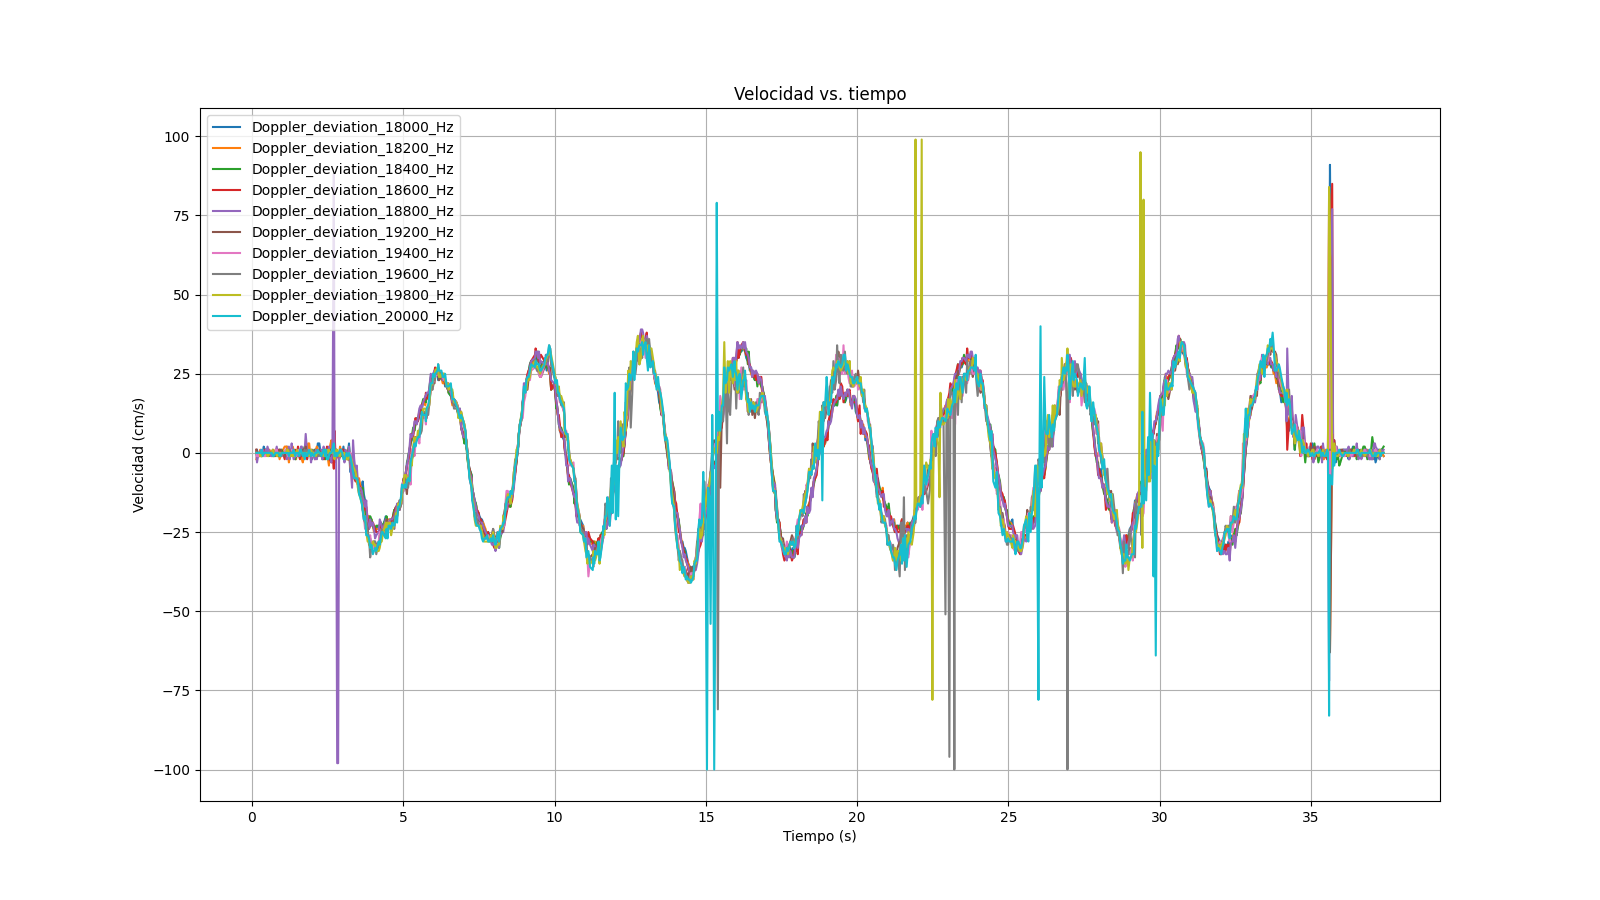 Velocidad vs. tiempo
Doppler_deviation_18000_Hz
Doppler_deviation_18200_Hz
Doppler_deviation_18400_Hz
Doppler_deviation_18600_Hz
Doppler_deviation_18800_Hz
Doppler_deviation_19200_Hz
Doppler_deviation_19400_Hz
Doppler_deviation_19600_Hz
Doppler_deviation_19800_Hz
Doppler_deviation_20000_Hz
Velocidad (cm/s)
100
75
50
25
0
−25
−50
−75
−100
0 5 10 15 20 25 30 35
Tiempo (s)